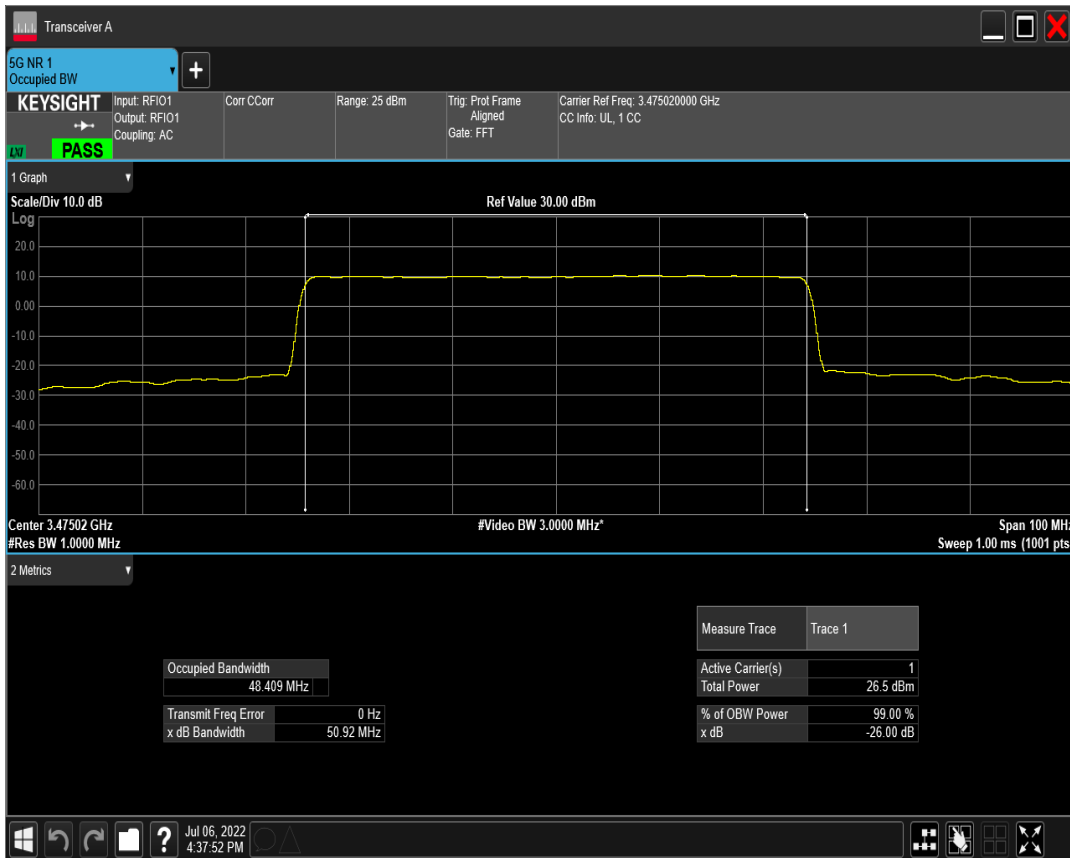 Transceiver A
5G NR 1
Occupied BW
+
KEYSIGHT
LXI
PASS
Input: RFIO1
Output: RFIO1
Coupling: AC
Corr CCorr
Range: 25 dBm
Trig: Prot Frame
Aligned
Gate: FFT
Carrier Ref Freq: 3.475020000 GHz
CC Info: UL, 1 CC
1 Graph
Scale/Div 10.0 dB
Ref Value 30.00 dBm
Log
20.0
10.0
0.00
-10.0
-20.0
-30.0
-40.0
-50.0
-60.0
Center 3.47502 GHz
#Video BW 3.0000 MHz*
Span 100 MHz
#Res BW 1.0000 MHz
Sweep 1.00 ms (1001 pts
2 Metrics
Measure Trace Trace 1
Occupied Bandwidth
48.409 MHz
Transmit Freq Error 0 Hz
x dB Bandwidth 50.92 MHz
Active Carrier(s) 1
Total Power 26.5 dBm
% of OBW Power 99.00 %
x dB -26.00 dB
?
Jul 06, 2022
4:37:52 PM